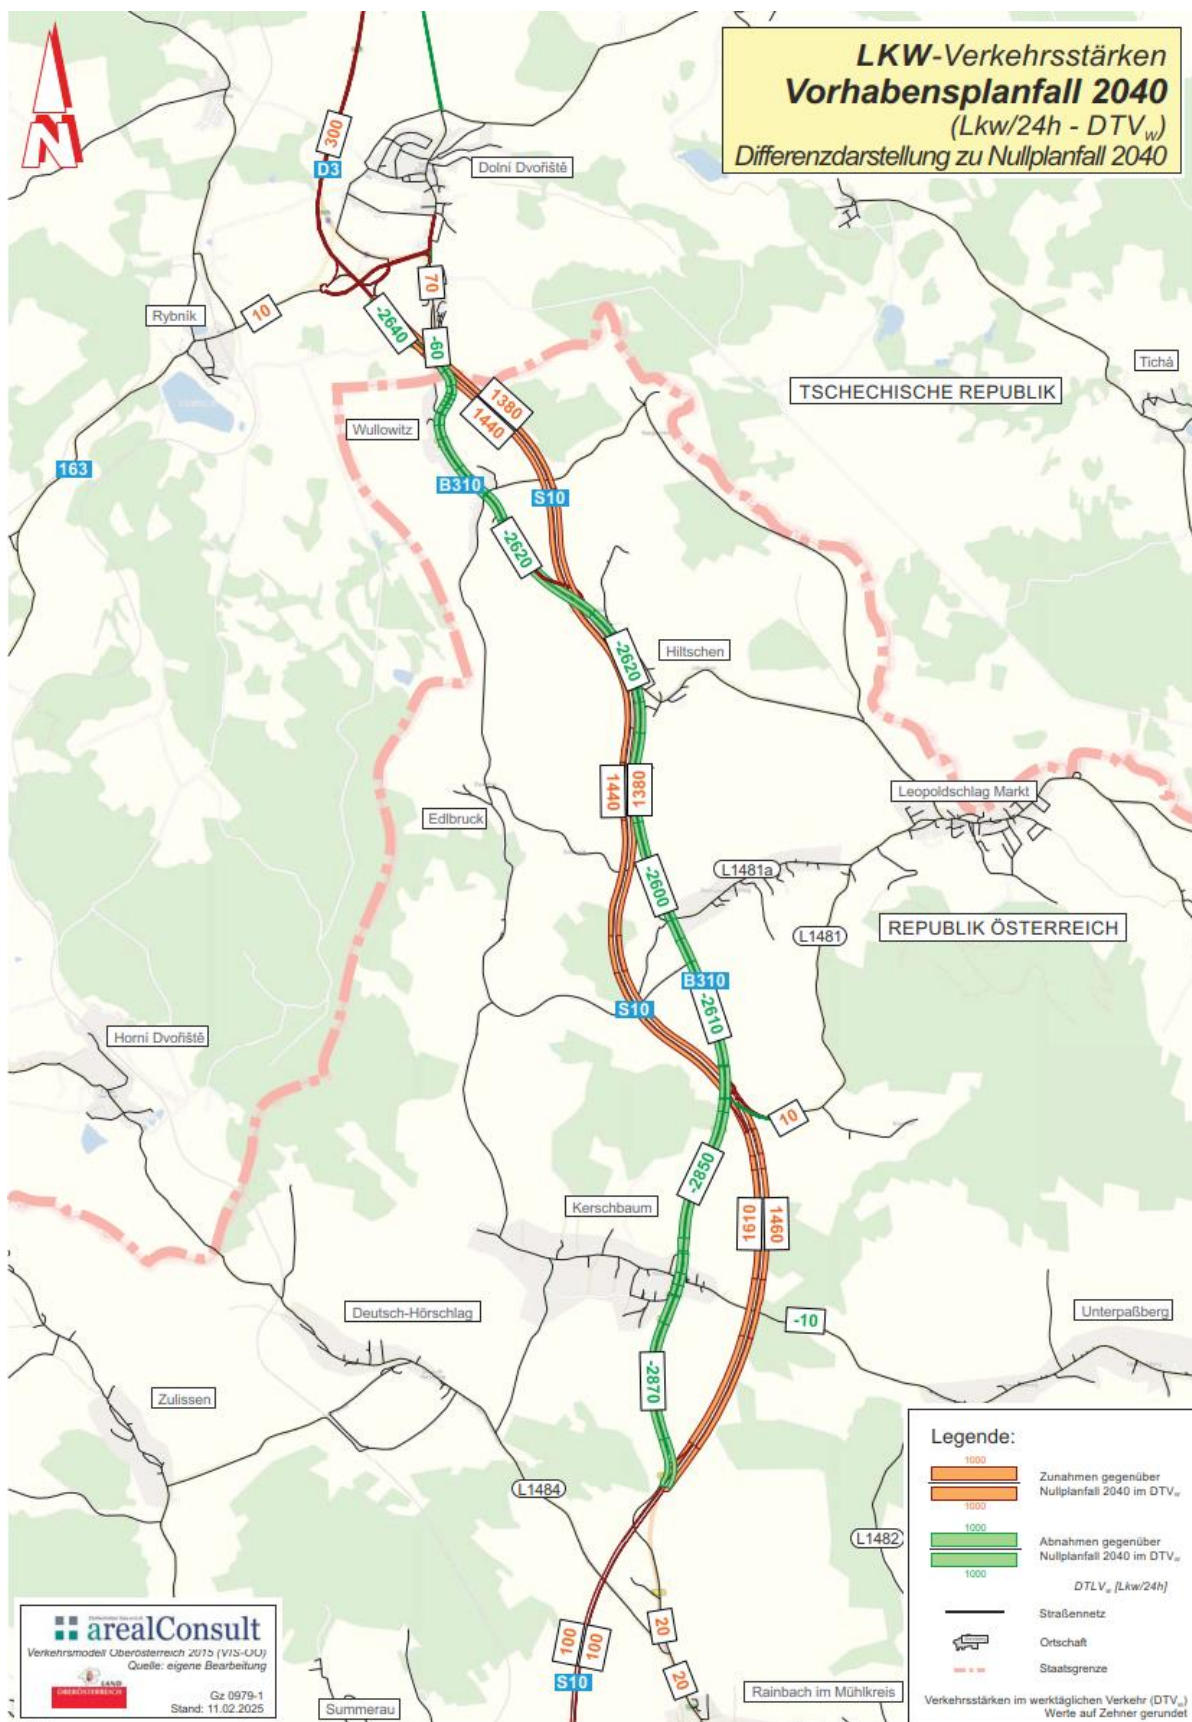 LKW-Verkehrsstärken
Vorhabensplanfall 2040
(Lkw/24h - DTVw)
Differenzdarstellung zu Nullplanfall 2040
N
300
D3
Dolní Dvořiště
70
10
Rybník
-2640
-60
1380
1440
TSCHECHISCHE REPUBLIK
Tichá
Wullowitz
163
B310
S10
-2620
-2620
Hiltschen
1440
1380
Leopoldschlag Markt
Edlbruck
-2600
L1481a
L1481
REPUBLIK ÖSTERREICH
B310
S10
-2610
Horní Dvořiště
10
-2850
Kerschbaum
1610
1460
Deutsch-Hörschlag
-10
Unterpaßberg
-2870
Zulissen
L1484
L1482
100
100
20
20
S10
Summerau
Rainbach im Mühlkreis
Legende:
1000
1000
Zunahmen gegenüber
Nullplanfall 2040 im DTVw
1000
1000
Abnahmen gegenüber
Nullplanfall 2040 im DTVw
DTLVw [Lkw/24h]
Straßennetz
Ortschaft
Staatsgrenze
Verkehrsstärken im werktäglichen Verkehr (DTVw)
Werte auf Zehner gerundet
arealConsult
Verkehrsmodell Oberösterreich 2015 (VIS-OÖ)
Quelle: eigene Bearbeitung
LAND
OBERÖSTERREICH
Gz 0979-1
Stand: 11.02.2025